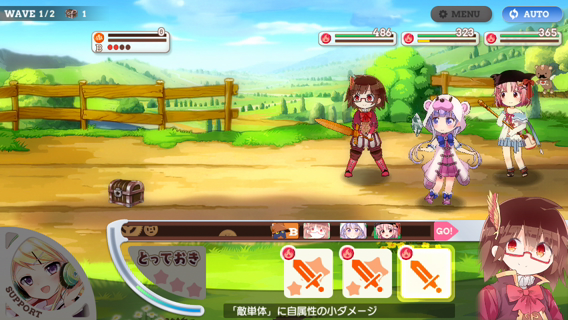 WAVE 1/2 1
MENU
AUTO
0
B
486
323
365
B
GO!
とっておき
SUPPORT
「敵単体」に自属性の小ダメージ